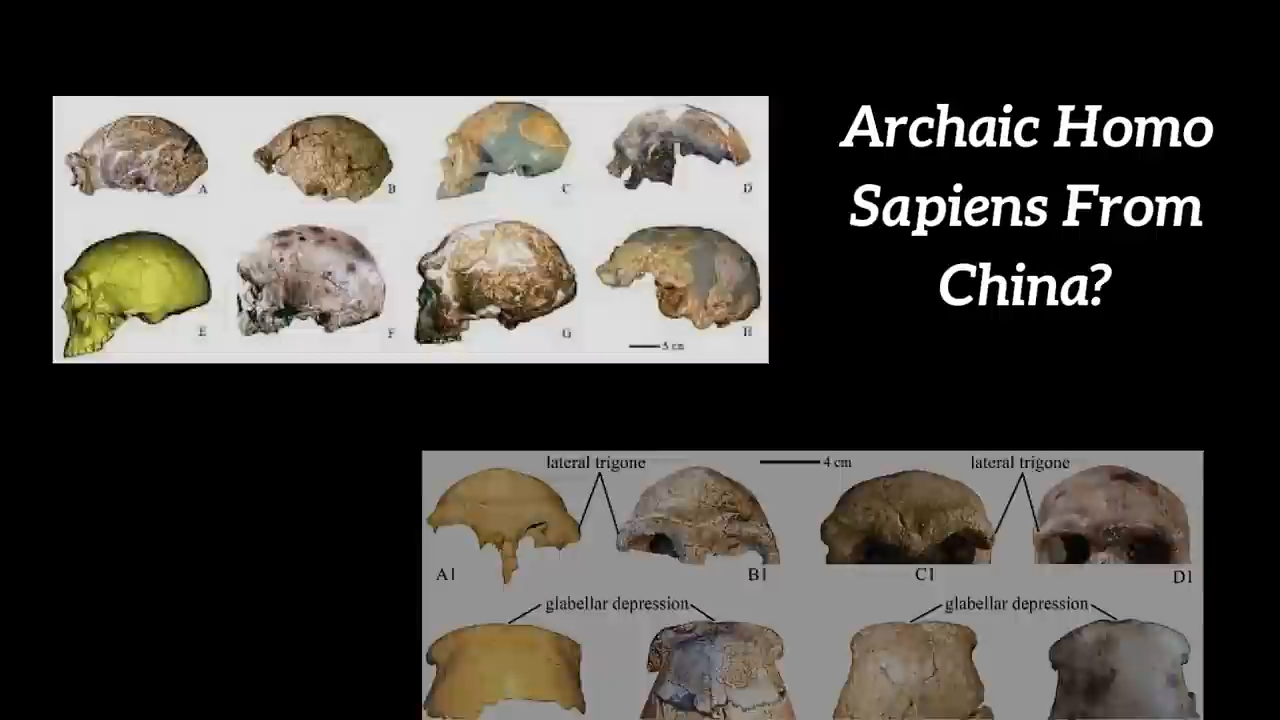 Archaic Homo
Sapiens From
China?
A
B
C
D
E
F
G
H
5 cm
lateral trigone
4 cm
lateral trigone
A1
B1
C1
D1
glabellar depression
glabellar depression